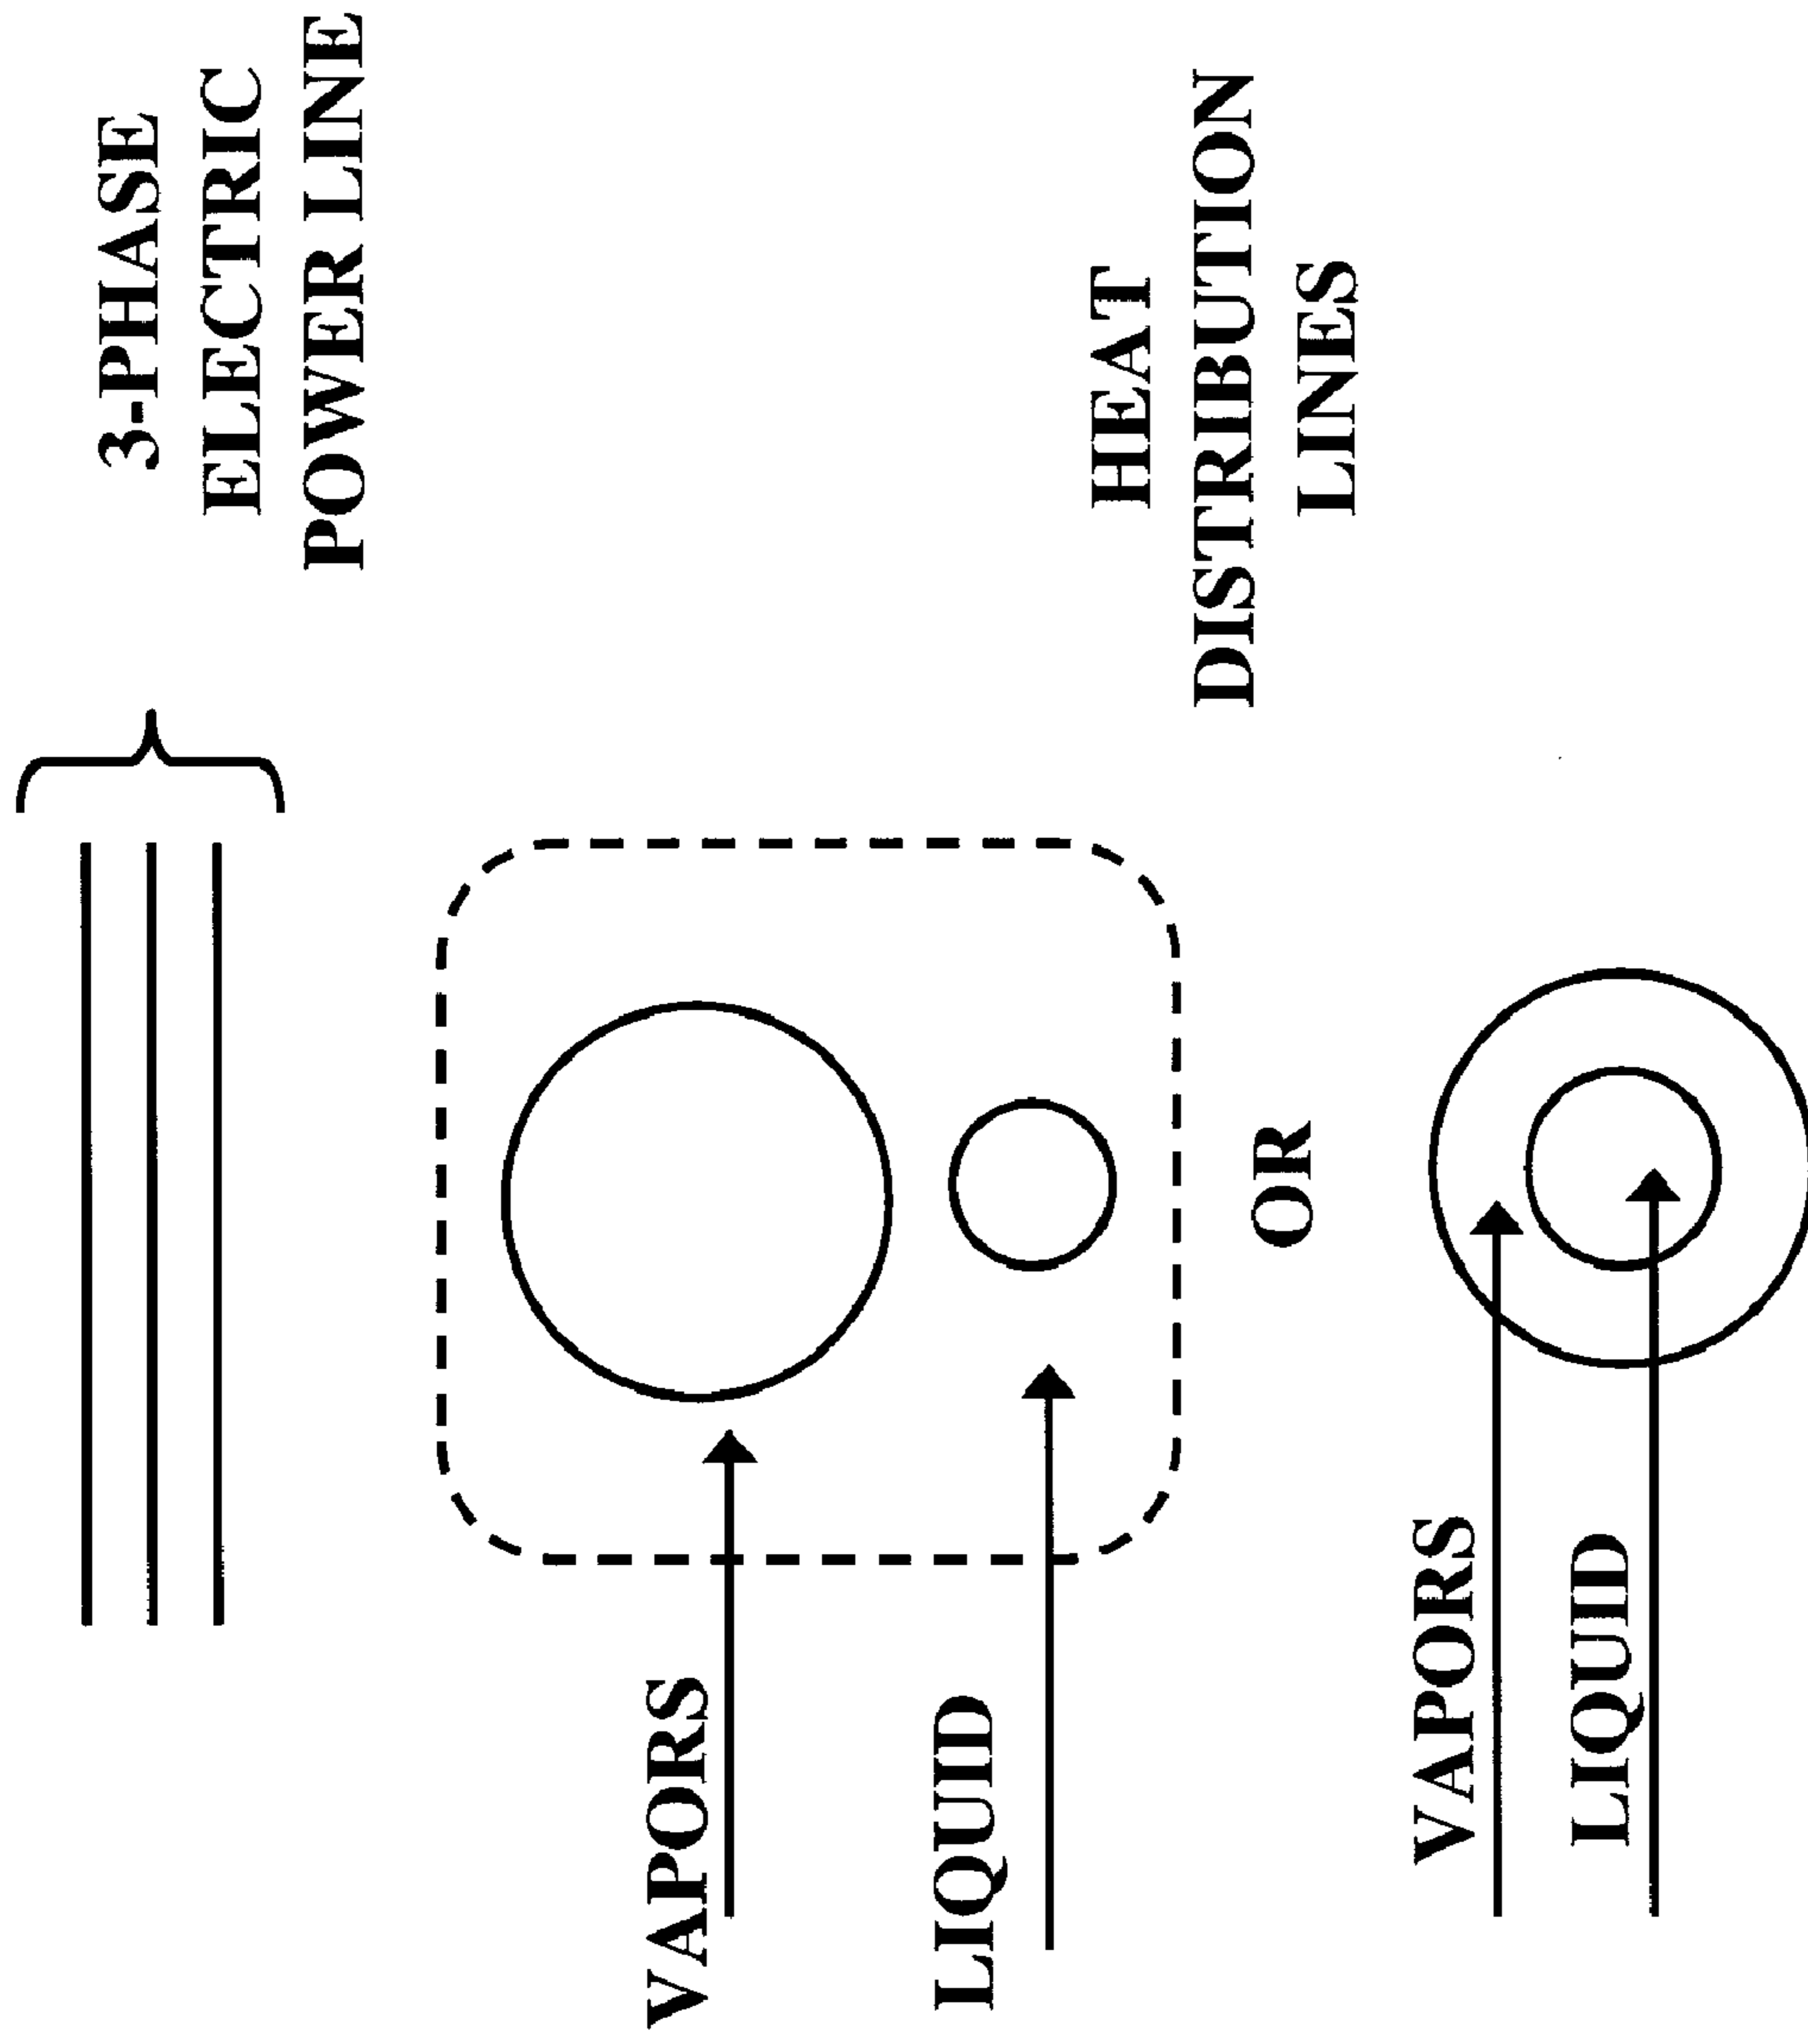 3-PHASE
ELECTRIC
POWER LINE
VAPORS
LIQUID
HEAT
DISTRIBUTION
LINES
OR
VAPORS
LIQUID